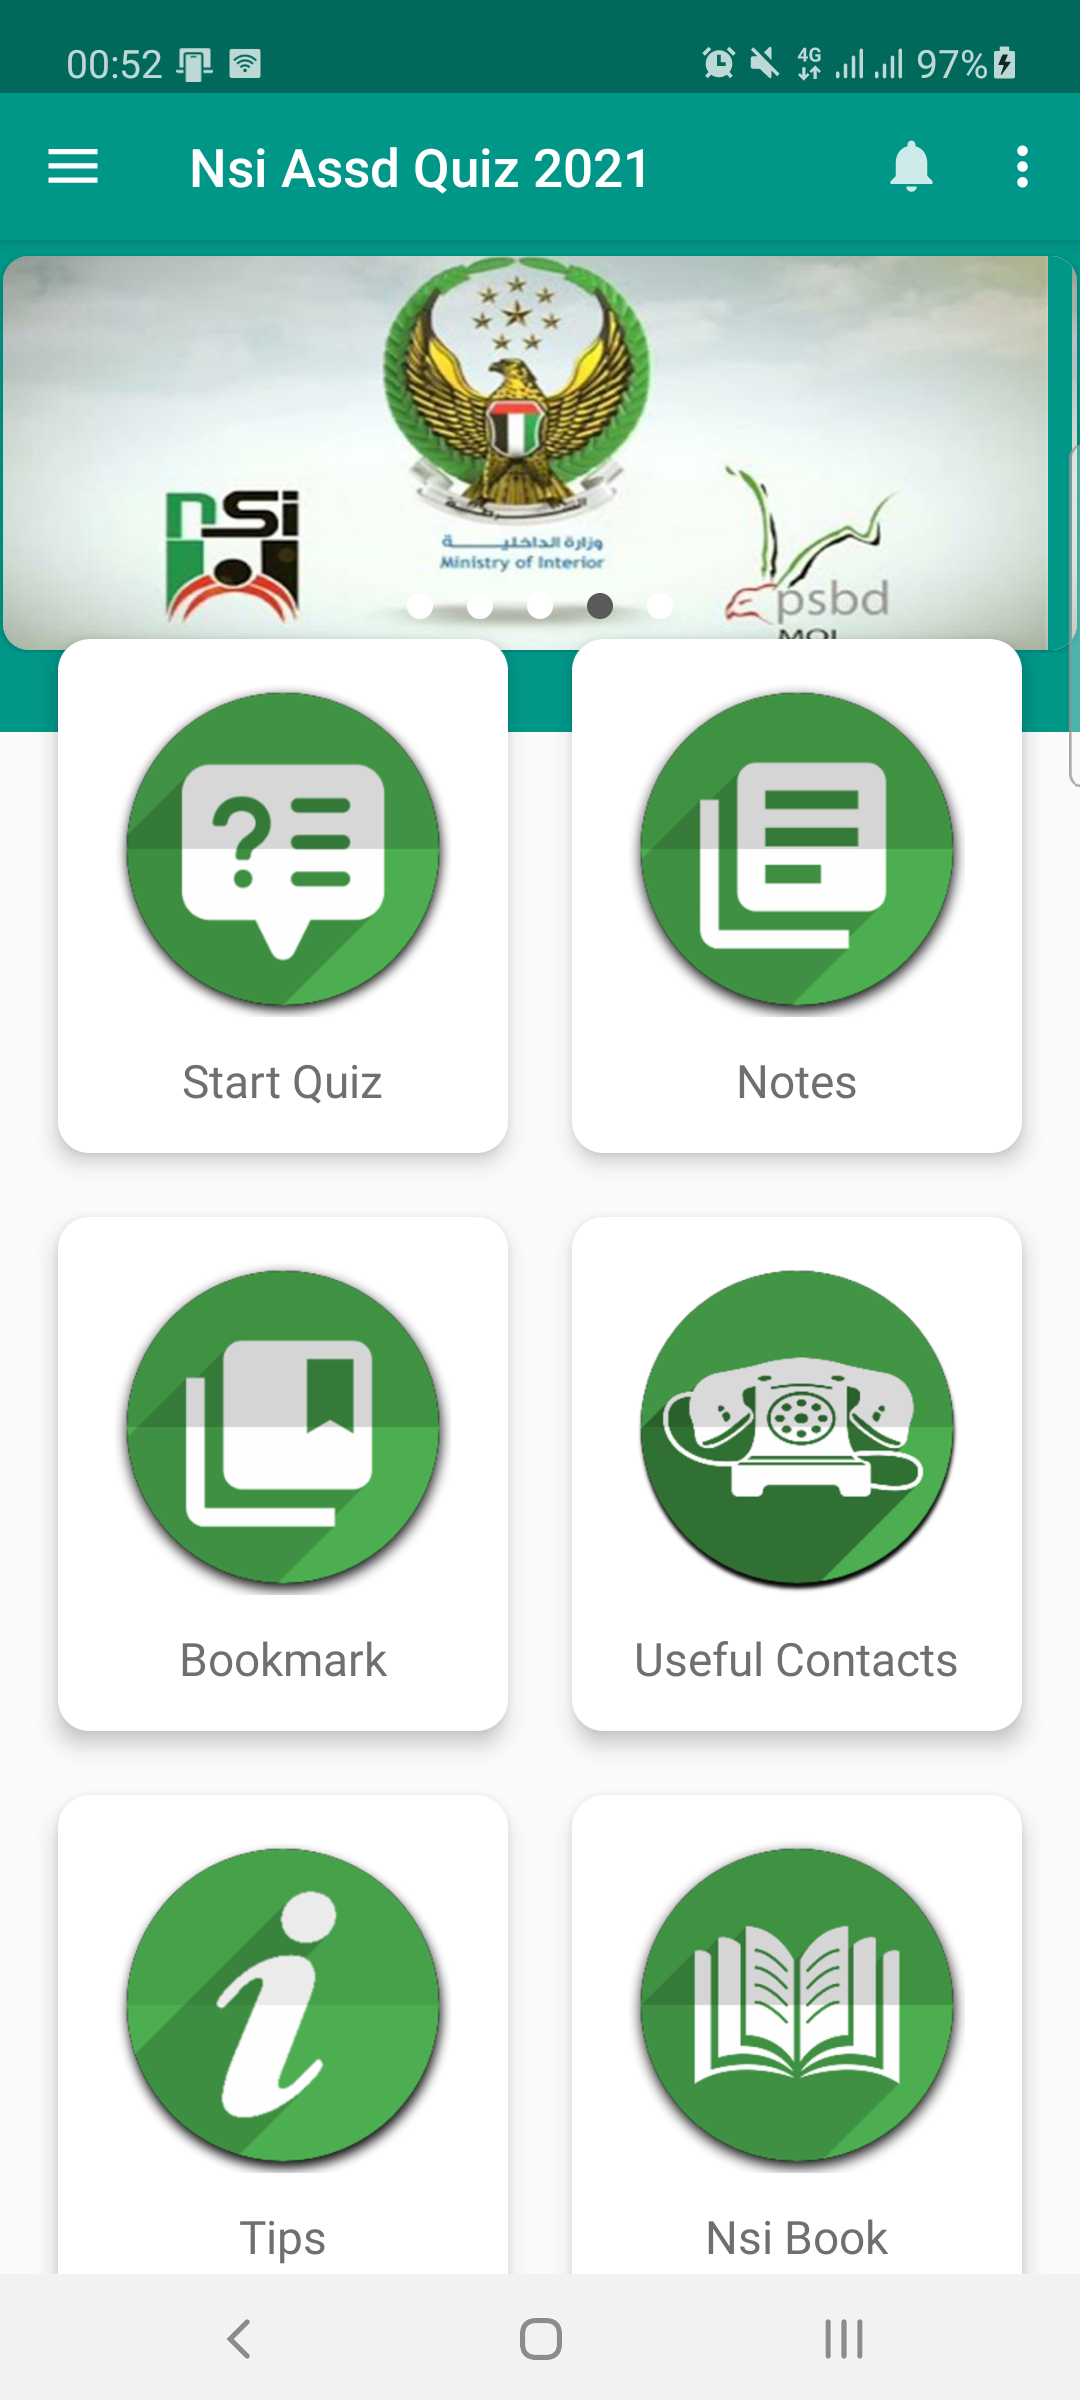 00:52
4G
97%
Nsi Assd Quiz 2021
nsi
وزارة الداخلية
Ministry of Interior
psbd
MOI
Start Quiz
Notes
Bookmark
Useful Contacts
Tips
Nsi Book